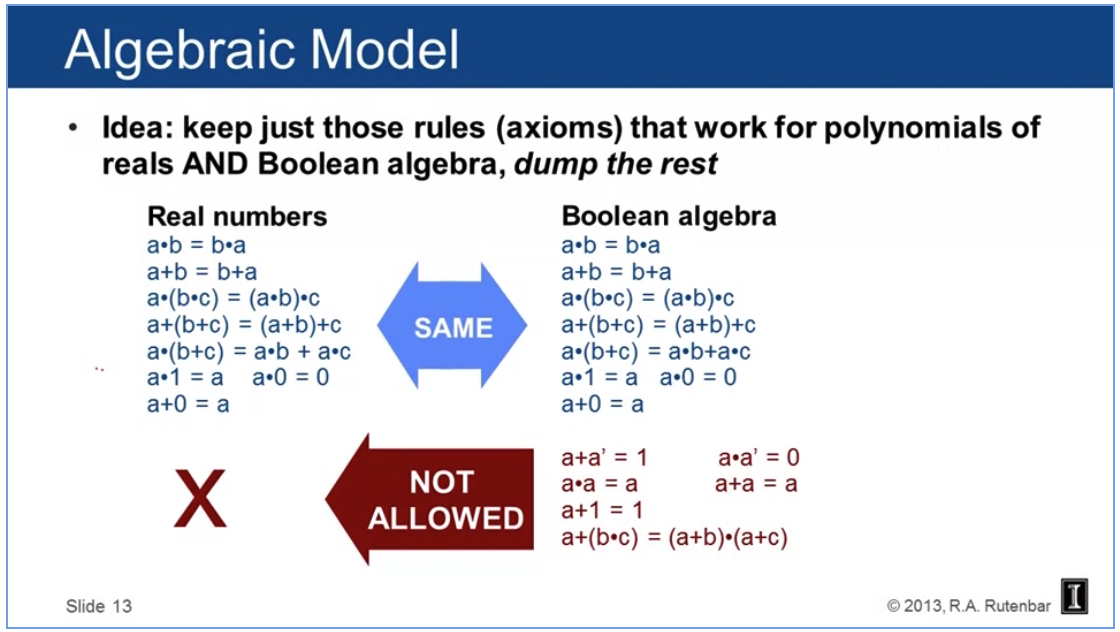 Algebraic Model
• Idea: keep just those rules (axioms) that work for polynomials of
reals AND Boolean algebra, dump the rest
Real numbers
a•b = b•a
a+b = b+a
a•(b•c) = (a•b)•c
a+(b+c) = (a+b)+c
a•(b+c) = a•b + a•c
a•1 = a a•0 = 0
a+0 = a
SAME
Boolean algebra
a•b = b•a
a+b = b+a
a•(b•c) = (a•b)•c
a+(b+c) = (a+b)+c
a•(b+c) = a•b+a•c
a•1 = a a•0 = 0
a+0 = a
X
NOT
ALLOWED
a+a’ = 1 a•a’ = 0
a•a = a a+a = a
a+1 = 1
a+(b•c) = (a+b)•(a+c)
Slide 13
© 2013, R.A. Rutenbar
I